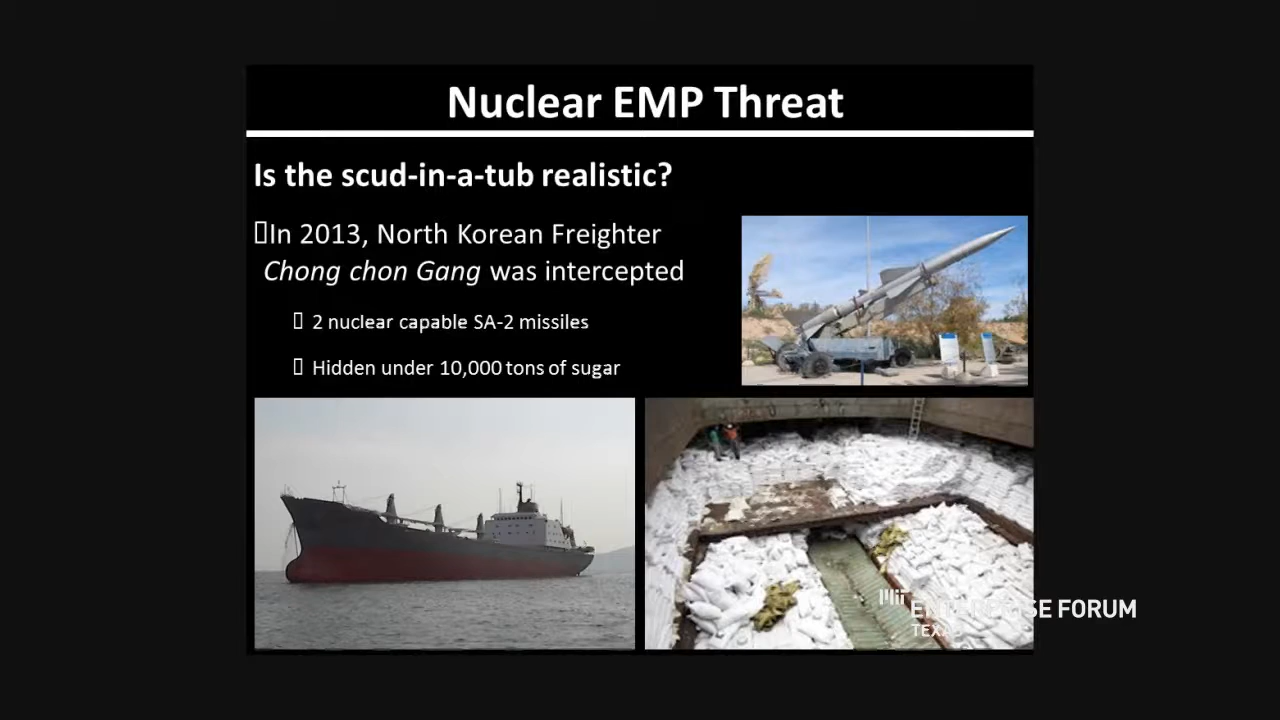 Nuclear EMP Threat
Is the scud-in-a-tub realistic?
In 2013, North Korean Freighter
Chong chon Gang was intercepted
2 nuclear capable SA-2 missiles
Hidden under 10,000 tons of sugar
MIT
ENTERPRISE FORUM
TEXAS